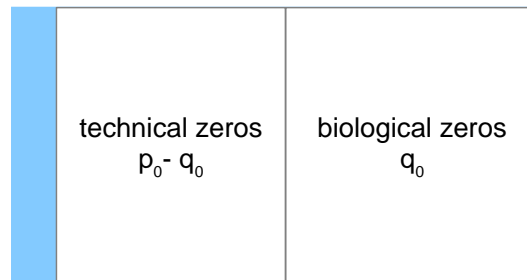 technical zeros
p₀- q₀
biological zeros
q₀